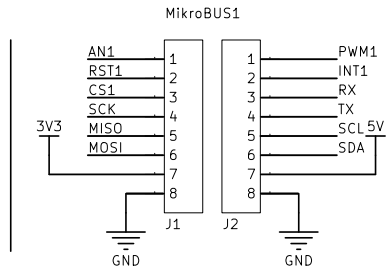 MikroBUS1
AN1 1 1 PWM1
RST1 2 2 INT1
CS1 3 3 RX
SCK 4 4 TX
3V3 MISO 5 5 SCL 5V
MOSI 6 6 SDA
7 7
8 8
J1 J2
GND GND